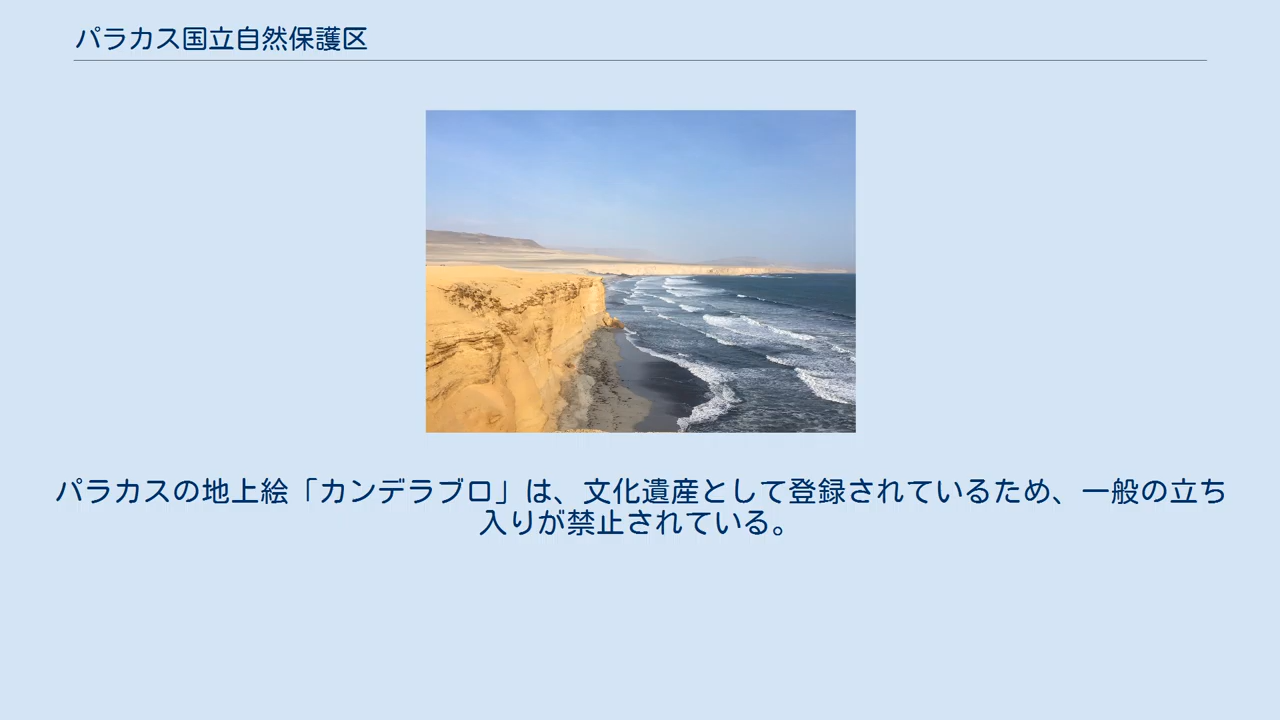 パラカス国立自然保護区
パラカスの地上絵「カンデラブロ」は、文化遺産として登録されているため、一般の立ち
入りが禁止されている。